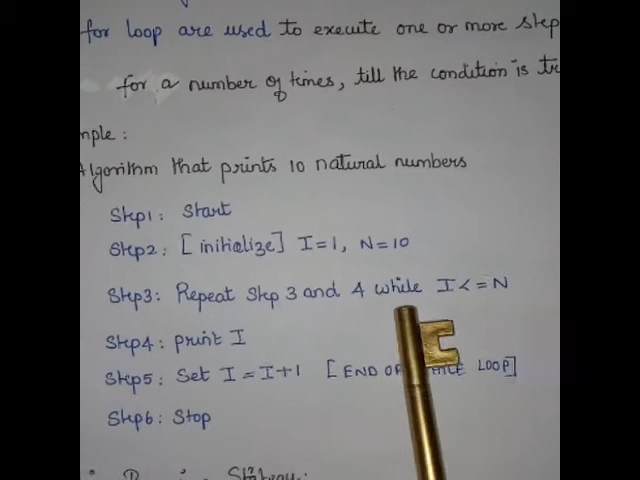 for loop are used to execute one or more step
for a number of times, till the condition is
mple:
Algorithm that prints 10 natural numbers
Step1: Start
Step2: [initialize] I=1, N=10
Step3: Repeat Step 3 and 4 while I<=N
Step4: print I
Step5: Set I=I+1 [END OF LOOP]
Step6: Stop